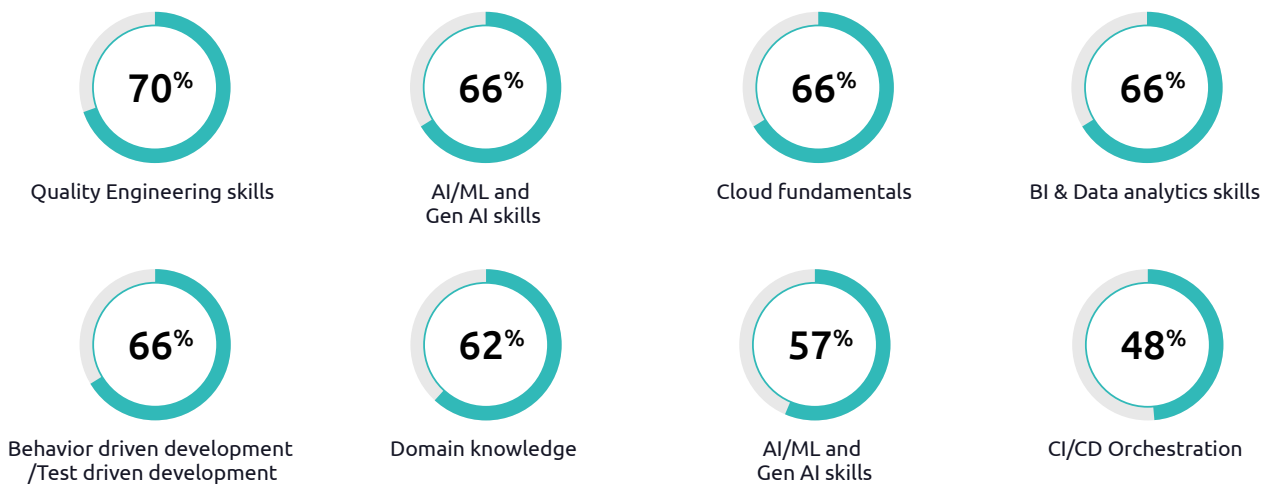 70%
66%
66%
66%
Quality Engineering skills
AI/ML and
Gen AI skills
Cloud fundamentals
BI & Data analytics skills
66%
62%
57%
48%
Behavior driven development
/Test driven development
Domain knowledge
AI/ML and
Gen AI skills
CI/CD Orchestration